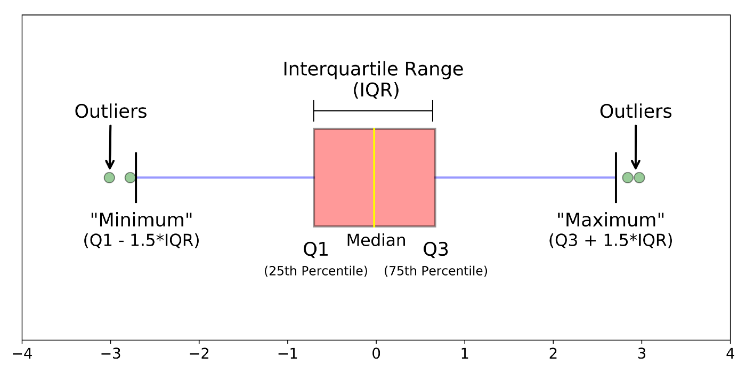 Interquartile Range
(IQR)
Outliers
Outliers
"Minimum"
(Q1 - 1.5*IQR)
"Maximum"
(Q3 + 1.5*IQR)
Median
Q1
Q3
(25th Percentile)
(75th Percentile)
−4
−3
−2
−1
0
1
2
3
4